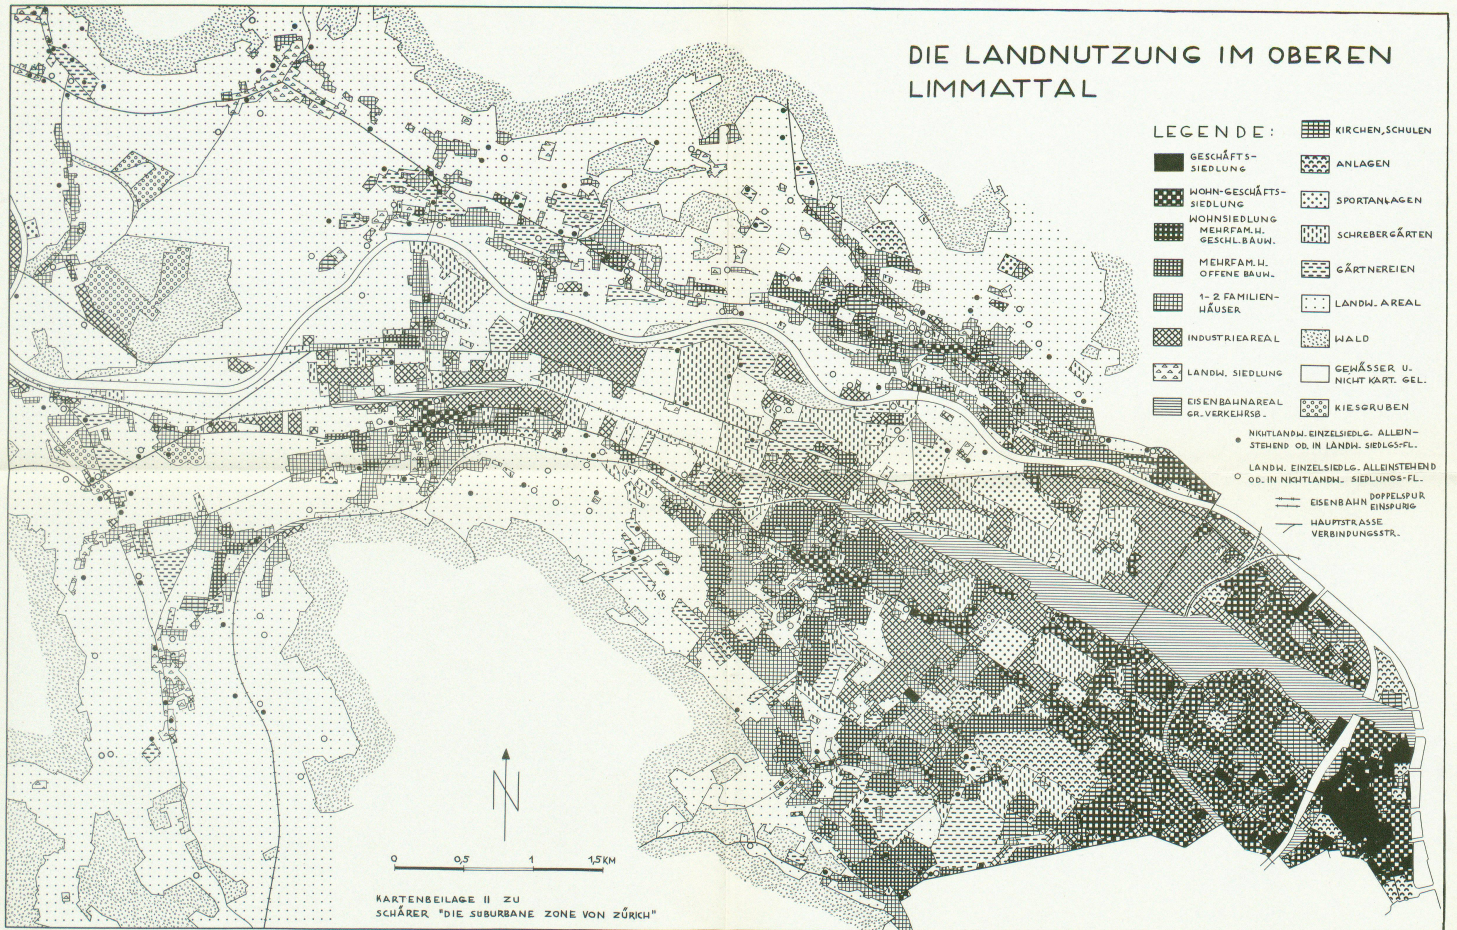 DIE LANDNUTZUNG IM OBEREN
LIMMATTAL
LEGENDE:
GESCHÄFTS-
SIEDLUNG
WOHN-GESCHÄFTS-
SIEDLUNG
WOHNSIEDLUNG
MEHRFAM.H.
GESCHL.BAUW.
MEHRFAM.H.
OFFENE BAUW.
1-2 FAMILIEN-
HÄUSER
INDUSTRIEAREAL
LANDW. SIEDLUNG
EISENBAHNAREAL
GR.VERKEHRSB.
KIRCHEN, SCHULEN
ANLAGEN
SPORTANLAGEN
SCHREBERGÄRTEN
GÄRTNEREIEN
LANDW. AREAL
WALD
GEWÄSSER U.
NICHT KART. GEL.
KIESGRUBEN
NICHTLANDW. EINZELSIEDLG. ALLEIN-
STEHEND OD. IN LANDW. SIEDLGS-FL.
LANDW. EINZELSIEDLG. ALLEINSTEHEND
OD. IN NICHTLANDW. SIEDLUNGS-FL.
EISENBAHN DOPPELSPUR
EINSPURIG
HAUPTSTRASSE
VERBINDUNGSSTR.
N
0 0,5 1 1,5 KM
KARTENBEILAGE II ZU
SCHÄRER "DIE SUBURBANE ZONE VON ZÜRICH"